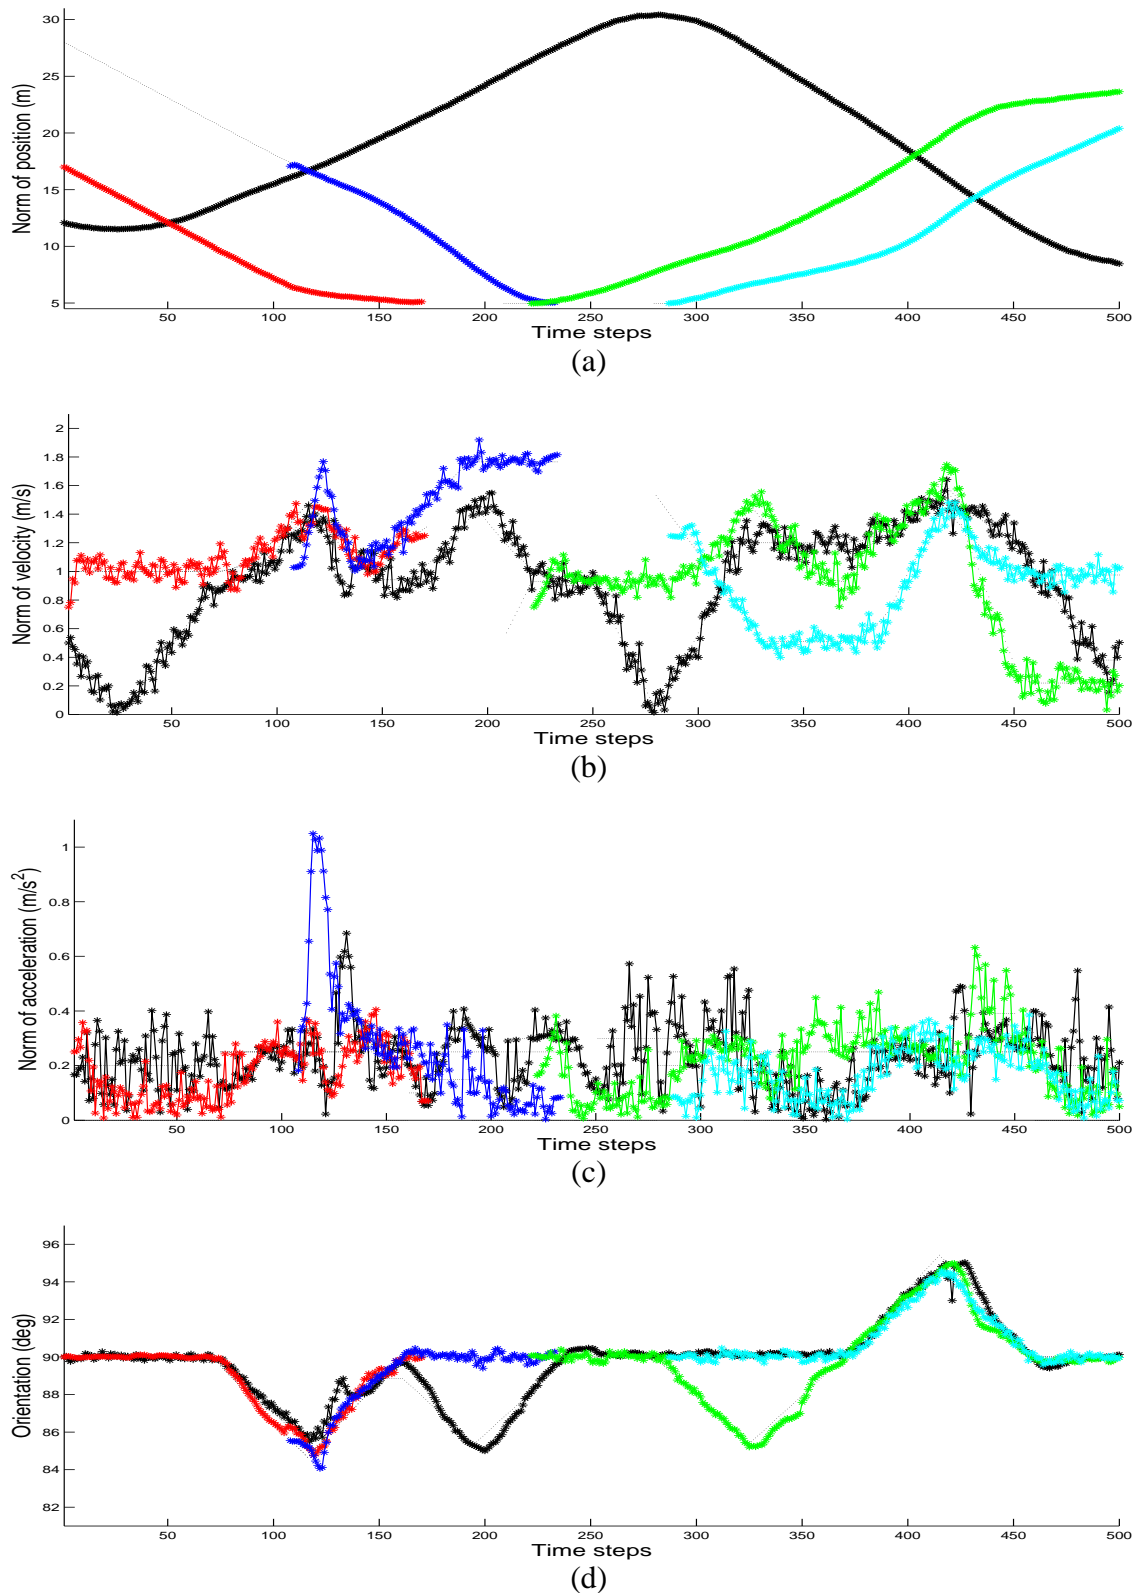 30
25
20
15
10
5
Norm of position (m)
50 100 150 200 250 300 350 400 450 500
Time steps
(a)
2
1.8
1.6
1.4
1.2
1
0.8
0.6
0.4
0.2
0
Norm of velocity (m/s)
50 100 150 200 250 300 350 400 450 500
Time steps
(b)
1
0.8
0.6
0.4
0.2
0
Norm of acceleration (m/s²)
50 100 150 200 250 300 350 400 450 500
Time steps
(c)
96
94
92
90
88
86
84
82
Orientation (deg)
50 100 150 200 250 300 350 400 450 500
Time steps
(d)